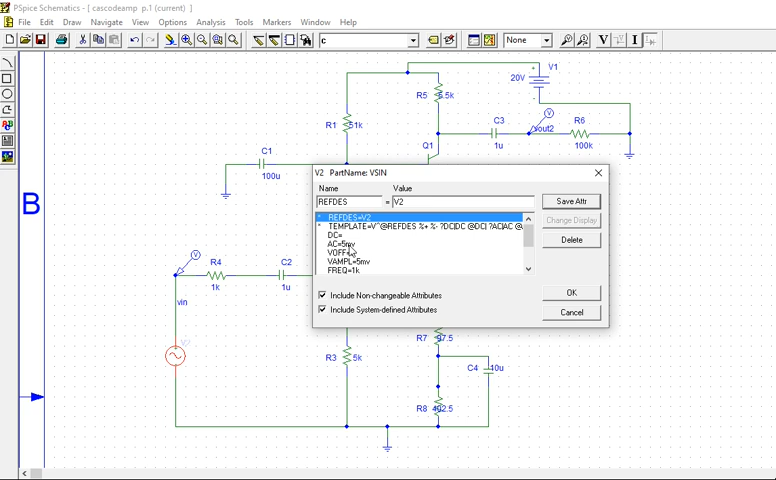 PSpice Schematics - [ cascodeamp p.1 (current) ]
File Edit Draw Navigate View Options Analysis Tools Markers Window Help
c
None
V
I
B
V1
20V
+
-
R5
6.5k
R1
51k
C3
1u
V
vout2
R6
100k
Q1
C1
100u
V2 PartName: VSIN
Name Value
REFDES = V2
Save Attr
* REFDES=V2
* TEMPLATE=V^@REFDES %+ %- ?DC|DC @DC| ?AC|AC @
DC=
AC=5mv
VAMPL=5mv
FREQ=1k
Change Display
Delete
Include Non-changeable Attributes
Include System-defined Attributes
OK
Cancel
V
R4
1k
C2
1u
vin
V2
R3
5k
R7
97.5
C4
10u
R8
402.5